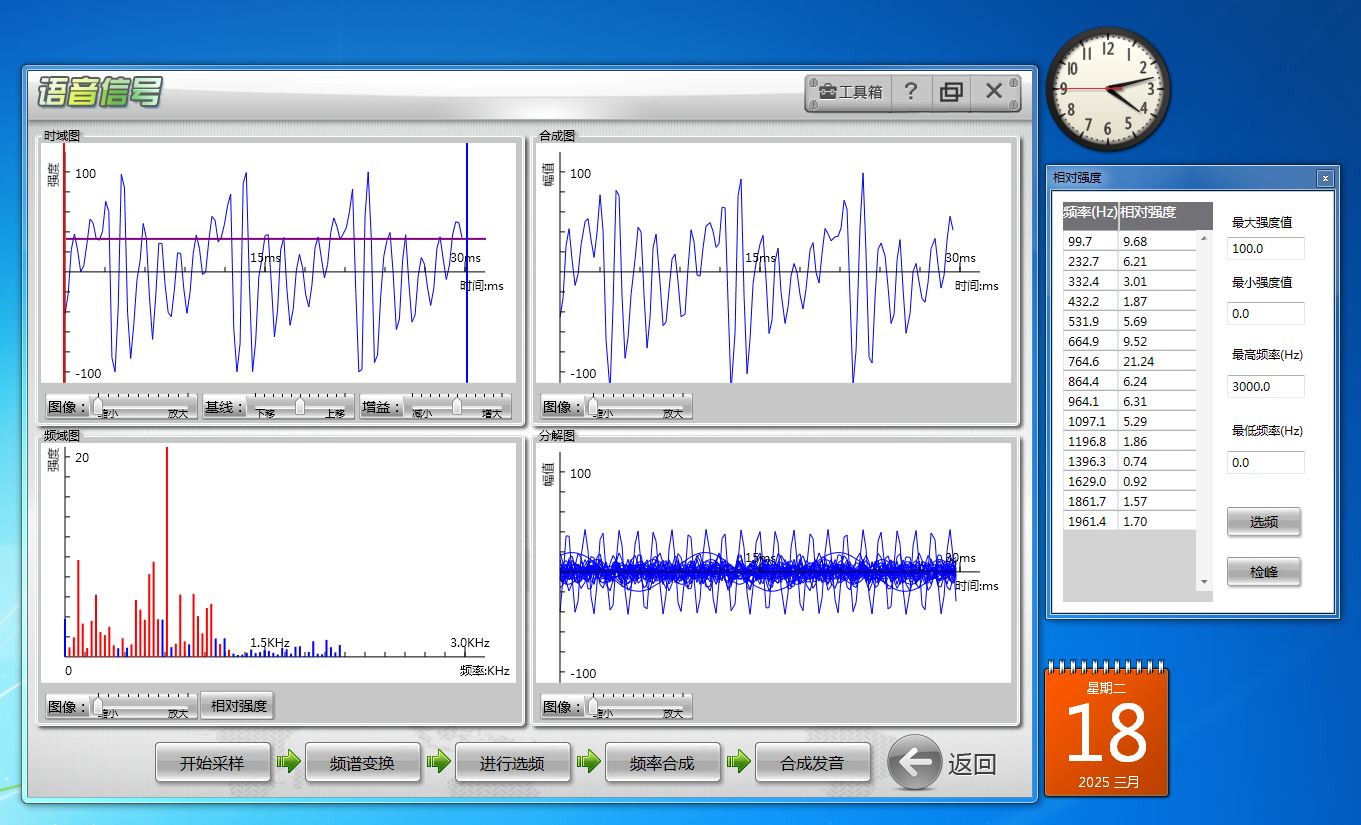 语音信号
工具箱
?
时域图
强度
100
15ms
30ms
时间:ms
-100
图像：
缩小
放大
基线：
下移
上移
增益：
减小
增大
合成图
幅值
100
15ms
30ms
时间:ms
-100
图像：
缩小
放大
频域图
强度
20
1.5KHz
3.0KHz
0
频率:KHz
图像：
缩小
放大
相对强度
分解图
幅值
100
15ms
30ms
时间:ms
-100
图像：
缩小
放大
开始采样
频谱变换
进行选频
频率合成
合成发音
返回
12
1
2
3
4
5
6
7
8
9
10
11
相对强度
x
频率(Hz) 相对强度
99.7 9.68
232.7 6.21
332.4 3.01
432.2 1.87
531.9 5.69
664.9 9.52
764.6 21.24
864.4 6.24
964.1 6.31
1097.1 5.29
1196.8 1.86
1396.3 0.74
1629.0 0.92
1861.7 1.57
1961.4 1.70
最大强度值
100.0
最小强度值
0.0
最高频率(Hz)
3000.0
最低频率(Hz)
0.0
选频
检峰
星期二
18
2025 三月